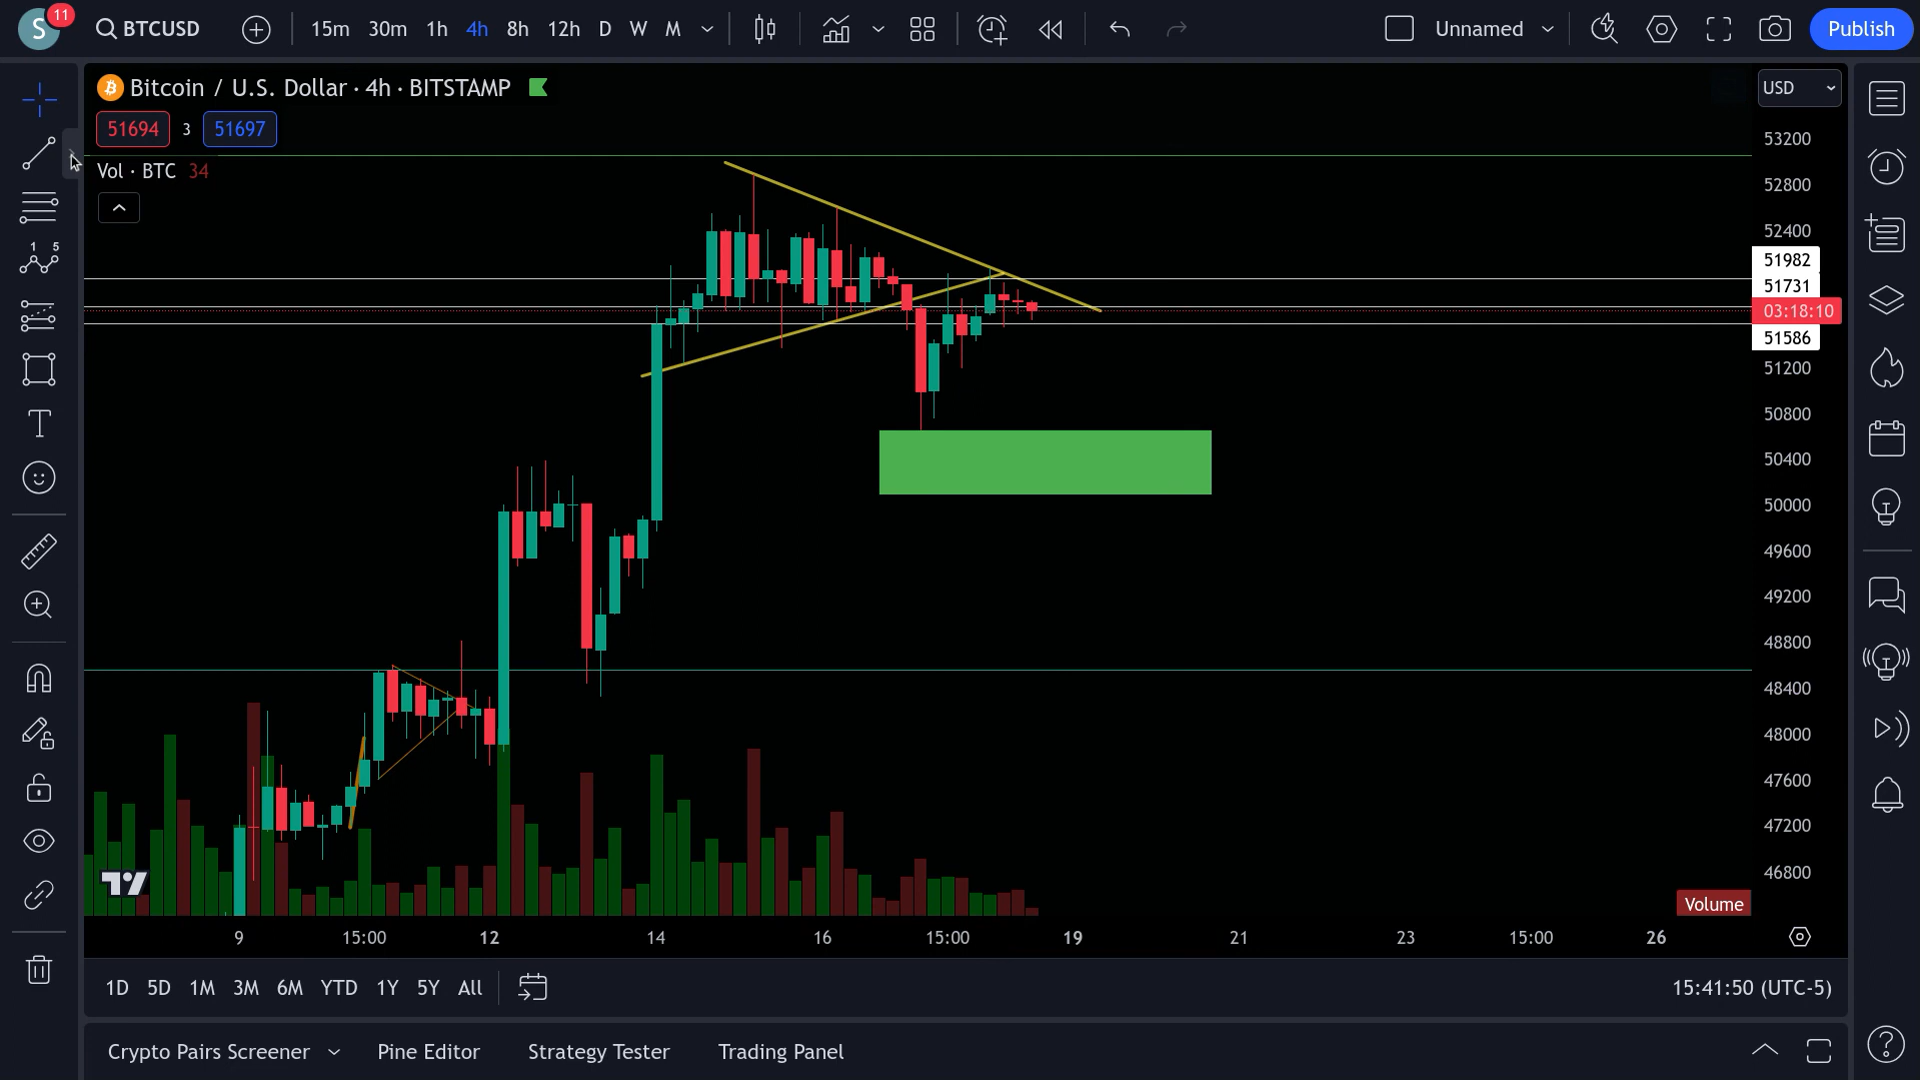 S 11 BTCUSD 15m 30m 1h 4h 8h 12h D W M Unnamed Publish
Bitcoin / U.S. Dollar · 4h · BITSTAMP USD
51694 3 51697
Vol · BTC 34
53200
52800
52400
51982
51731
03:18:10
51586
51200
50800
50400
50000
49600
49200
48800
48400
48000
47600
47200
46800
Volume
9 15:00 12 14 16 15:00 19 21 23 15:00 26
1D 5D 1M 3M 6M YTD 1Y 5Y All 15:41:50 (UTC-5)
Crypto Pairs Screener Pine Editor Strategy Tester Trading Panel